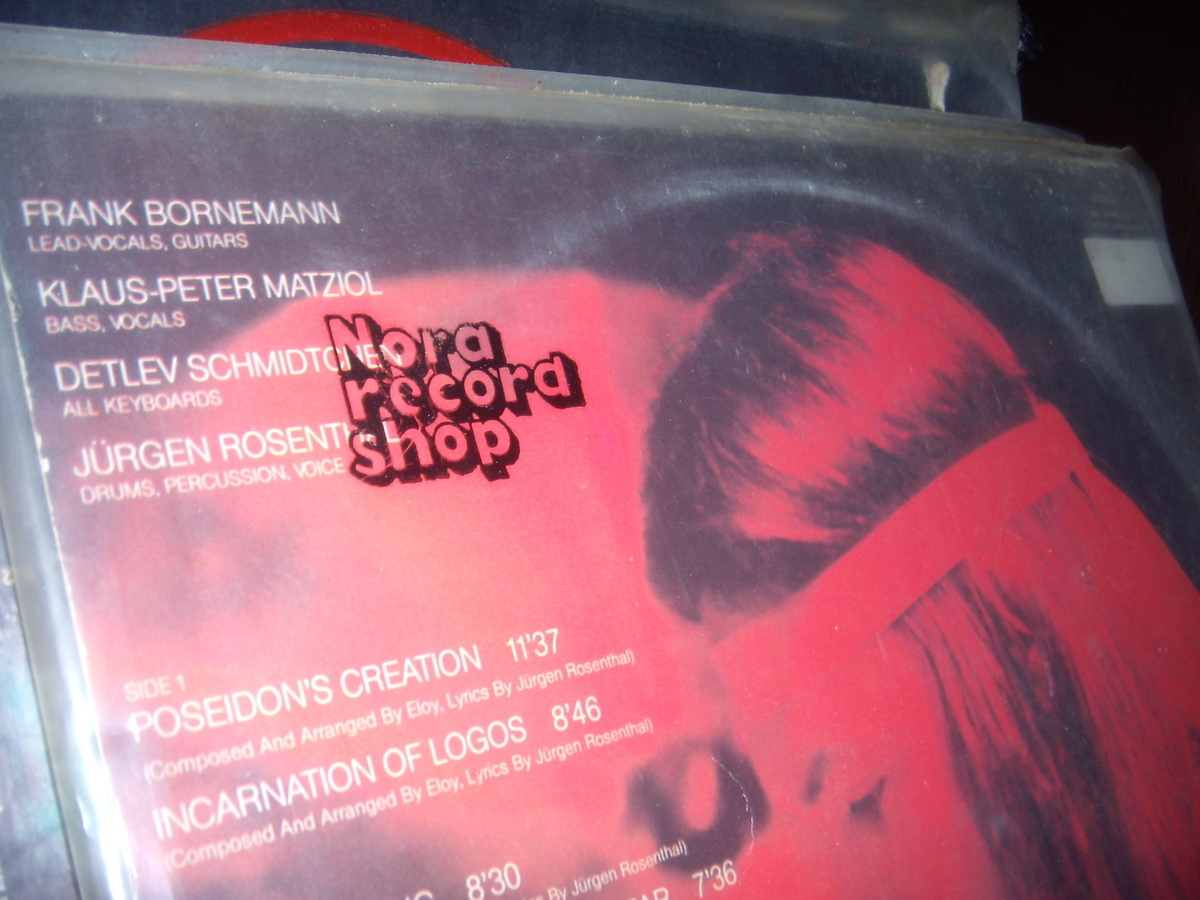 FRANK BORNEMANN
LEAD-VOCALS, GUITARS
KLAUS-PETER MATZIOL
BASS, VOCALS
DETLEV SCHMIDTCHEN
ALL KEYBOARDS
JÜRGEN ROSENTHAL
DRUMS, PERCUSSION, VOICE
Nora
record
shop
SIDE 1
POSEIDON'S CREATION 11'37
(Composed And Arranged By Eloy, Lyrics By Jürgen Rosenthal)
INCARNATION OF LOGOS 8'46
(Composed And Arranged By Eloy, Lyrics By Jürgen Rosenthal)
8'30
By Jürgen Rosenthal)
7'36